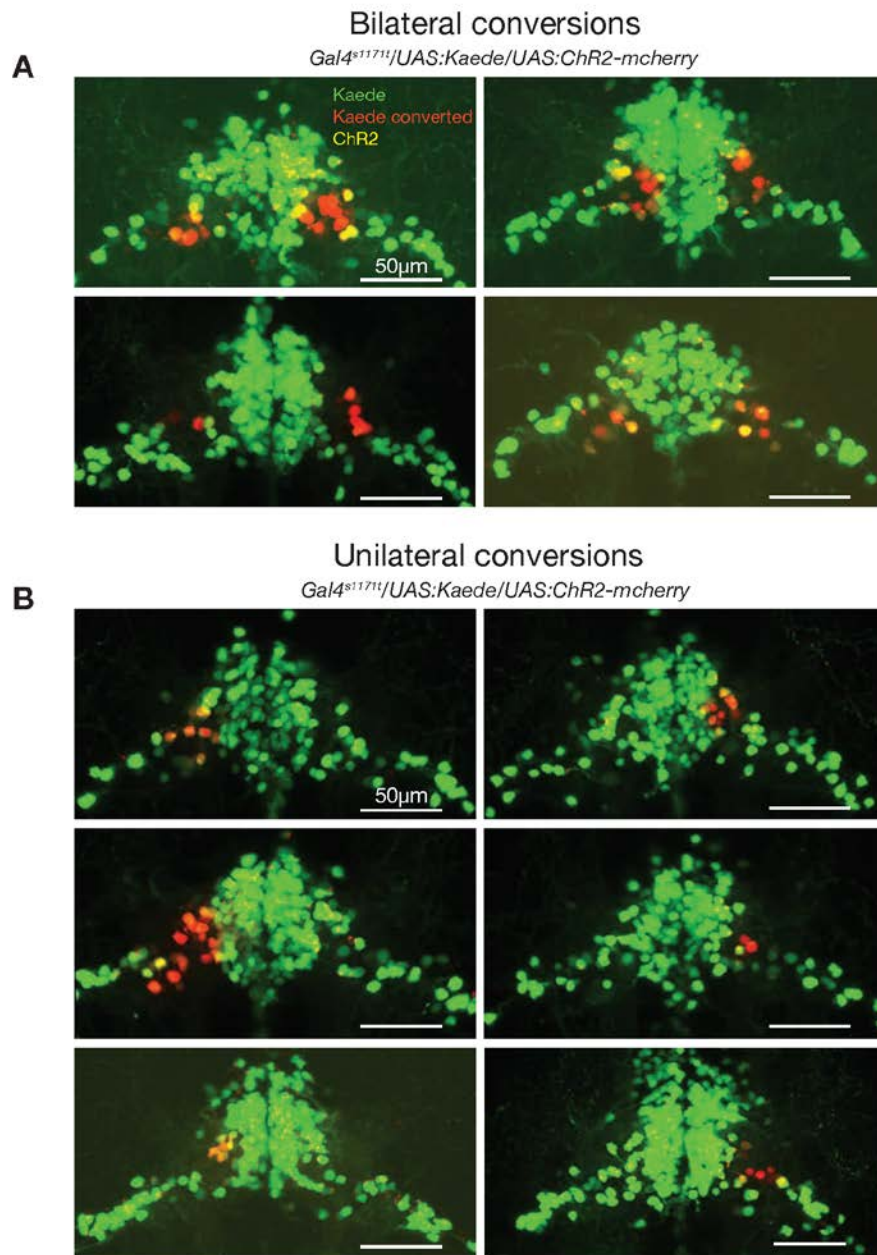 Bilateral conversions
Gal4s1171t/UAS:Kaede/UAS:ChR2-mcherry
A
Kaede
Kaede converted
ChR2
50µm
Unilateral conversions
Gal4s1171t/UAS:Kaede/UAS:ChR2-mcherry
B
50µm